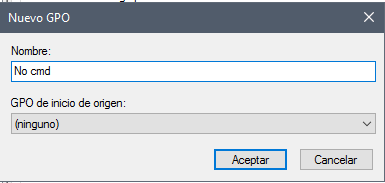 Nuevo GPO
Nombre:
No cmd
GPO de inicio de origen:
(ninguno)
Aceptar
Cancelar